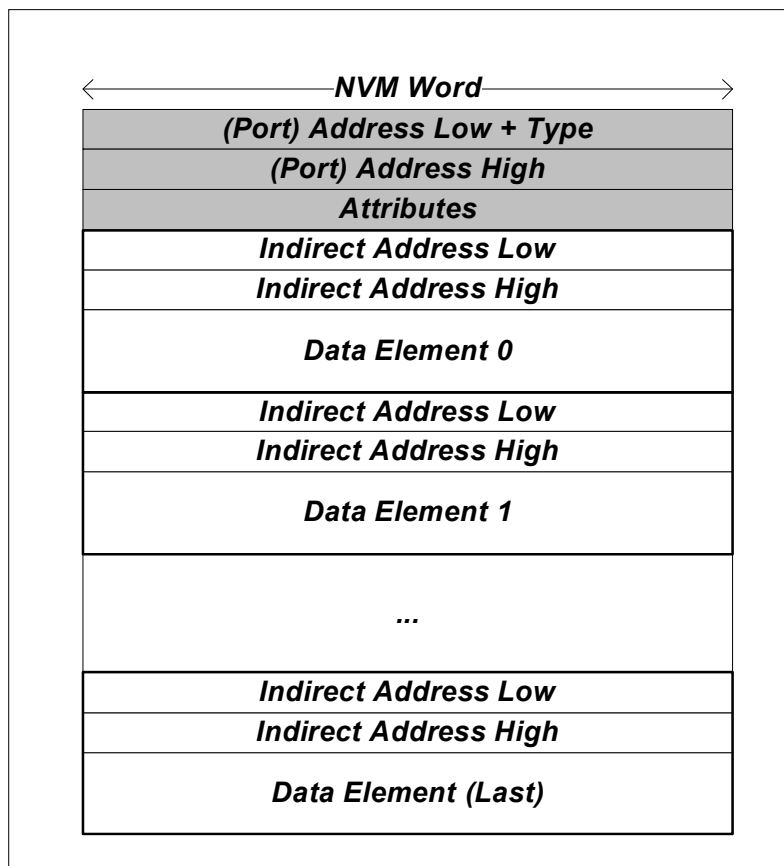 NVM Word
(Port) Address Low + Type
(Port) Address High
Attributes
Indirect Address Low
Indirect Address High
Data Element 0
Indirect Address Low
Indirect Address High
Data Element 1
...
Indirect Address Low
Indirect Address High
Data Element (Last)